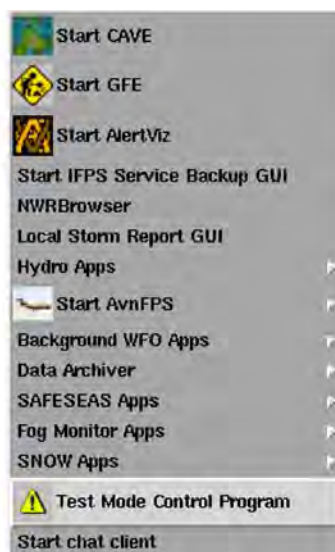 Start CAVE
Start GFE
Start AlertViz
Start IFPS Service Backup GUI
NWRBrowser
Local Storm Report GUI
Hydro Apps
Start AvnFPS
Background WFO Apps
Data Archiver
SAFESEAS Apps
Fog Monitor Apps
SNOW Apps
Test Mode Control Program
Start chat client